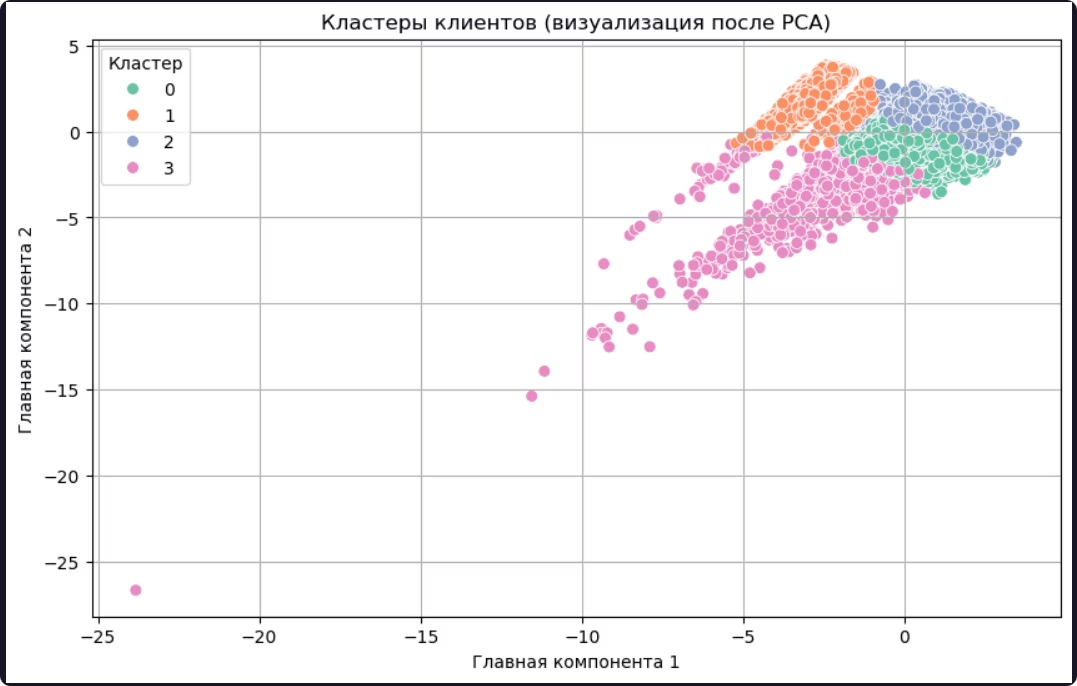 Кластеры клиентов (визуализация после PCA)
Кластер
0
1
2
3
5
0
−5
−10
−15
−20
−25
Главная компонента 2
−25 −20 −15 −10 −5 0
Главная компонента 1